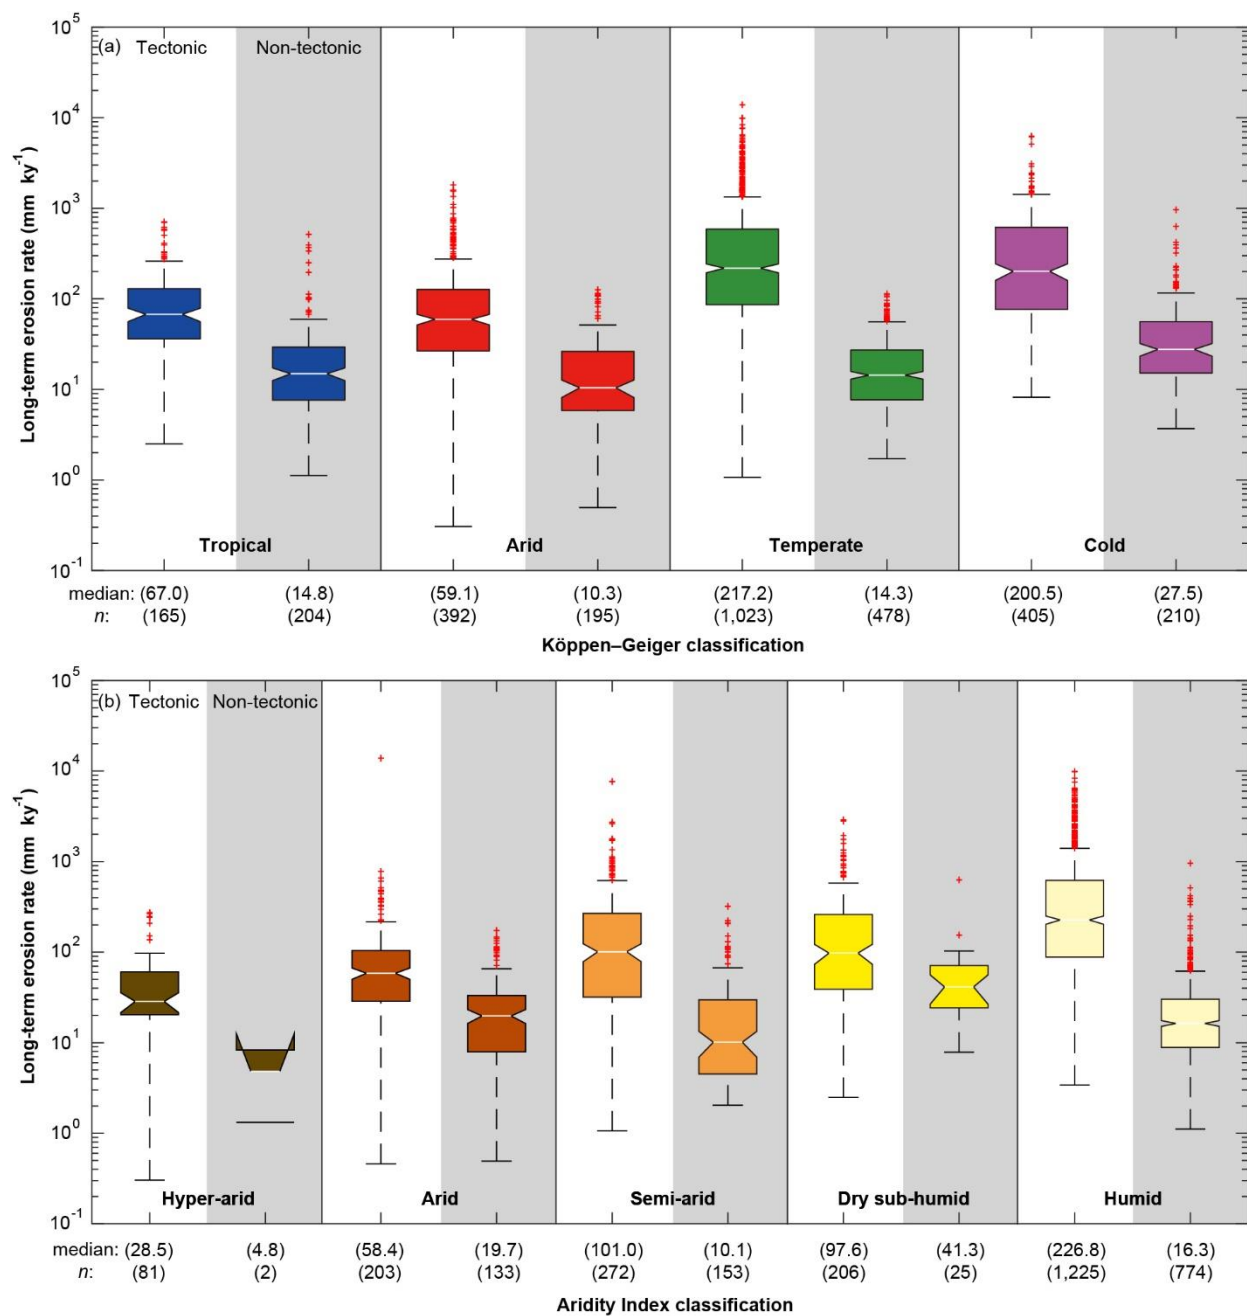 (a) Tectonic Non-tectonic
10^5
10^4
10^3
10^2
10^1
10^0
10^-1
Long-term erosion rate (mm ky^-1)
Tropical Arid Temperate Cold
median: (67.0) (14.8) (59.1) (10.3) (217.2) (14.3) (200.5) (27.5)
n: (165) (204) (392) (195) (1,023) (478) (405) (210)
Köppen–Geiger classification
(b) Tectonic Non-tectonic
10^5
10^4
10^3
10^2
10^1
10^0
10^-1
Long-term erosion rate (mm ky^-1)
Hyper-arid Arid Semi-arid Dry sub-humid Humid
median: (28.5) (4.8) (58.4) (19.7) (101.0) (10.1) (97.6) (41.3) (226.8) (16.3)
n: (81) (2) (203) (133) (272) (153) (206) (25) (1,225) (774)
Aridity Index classification